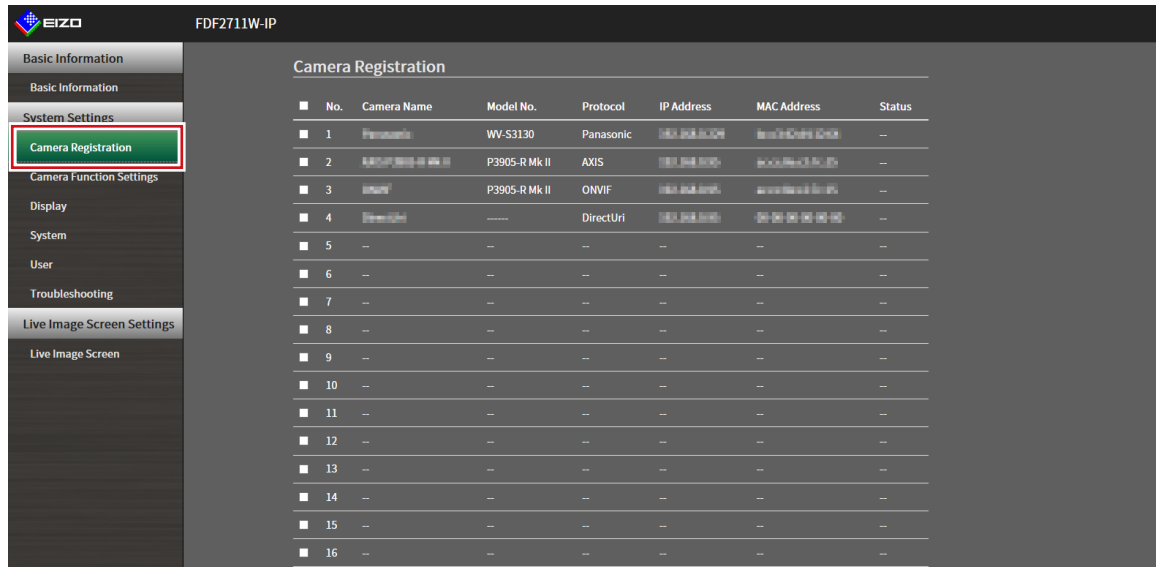 EIZO
FDF2711W-IP
Basic Information
Basic Information
System Settings
Camera Registration
Camera Function Settings
Display
System
User
Troubleshooting
Live Image Screen Settings
Live Image Screen
Camera Registration
No. Camera Name Model No. Protocol IP Address MAC Address Status
1 WV-S3130 Panasonic --
2 P3905-R Mk II AXIS --
3 P3905-R Mk II ONVIF --
4 ------ DirectUri --
5 -- -- -- -- -- --
6 -- -- -- -- -- --
7 -- -- -- -- -- --
8 -- -- -- -- -- --
9 -- -- -- -- -- --
10 -- -- -- -- -- --
11 -- -- -- -- -- --
12 -- -- -- -- -- --
13 -- -- -- -- -- --
14 -- -- -- -- -- --
15 -- -- -- -- -- --
16 -- -- -- -- -- --